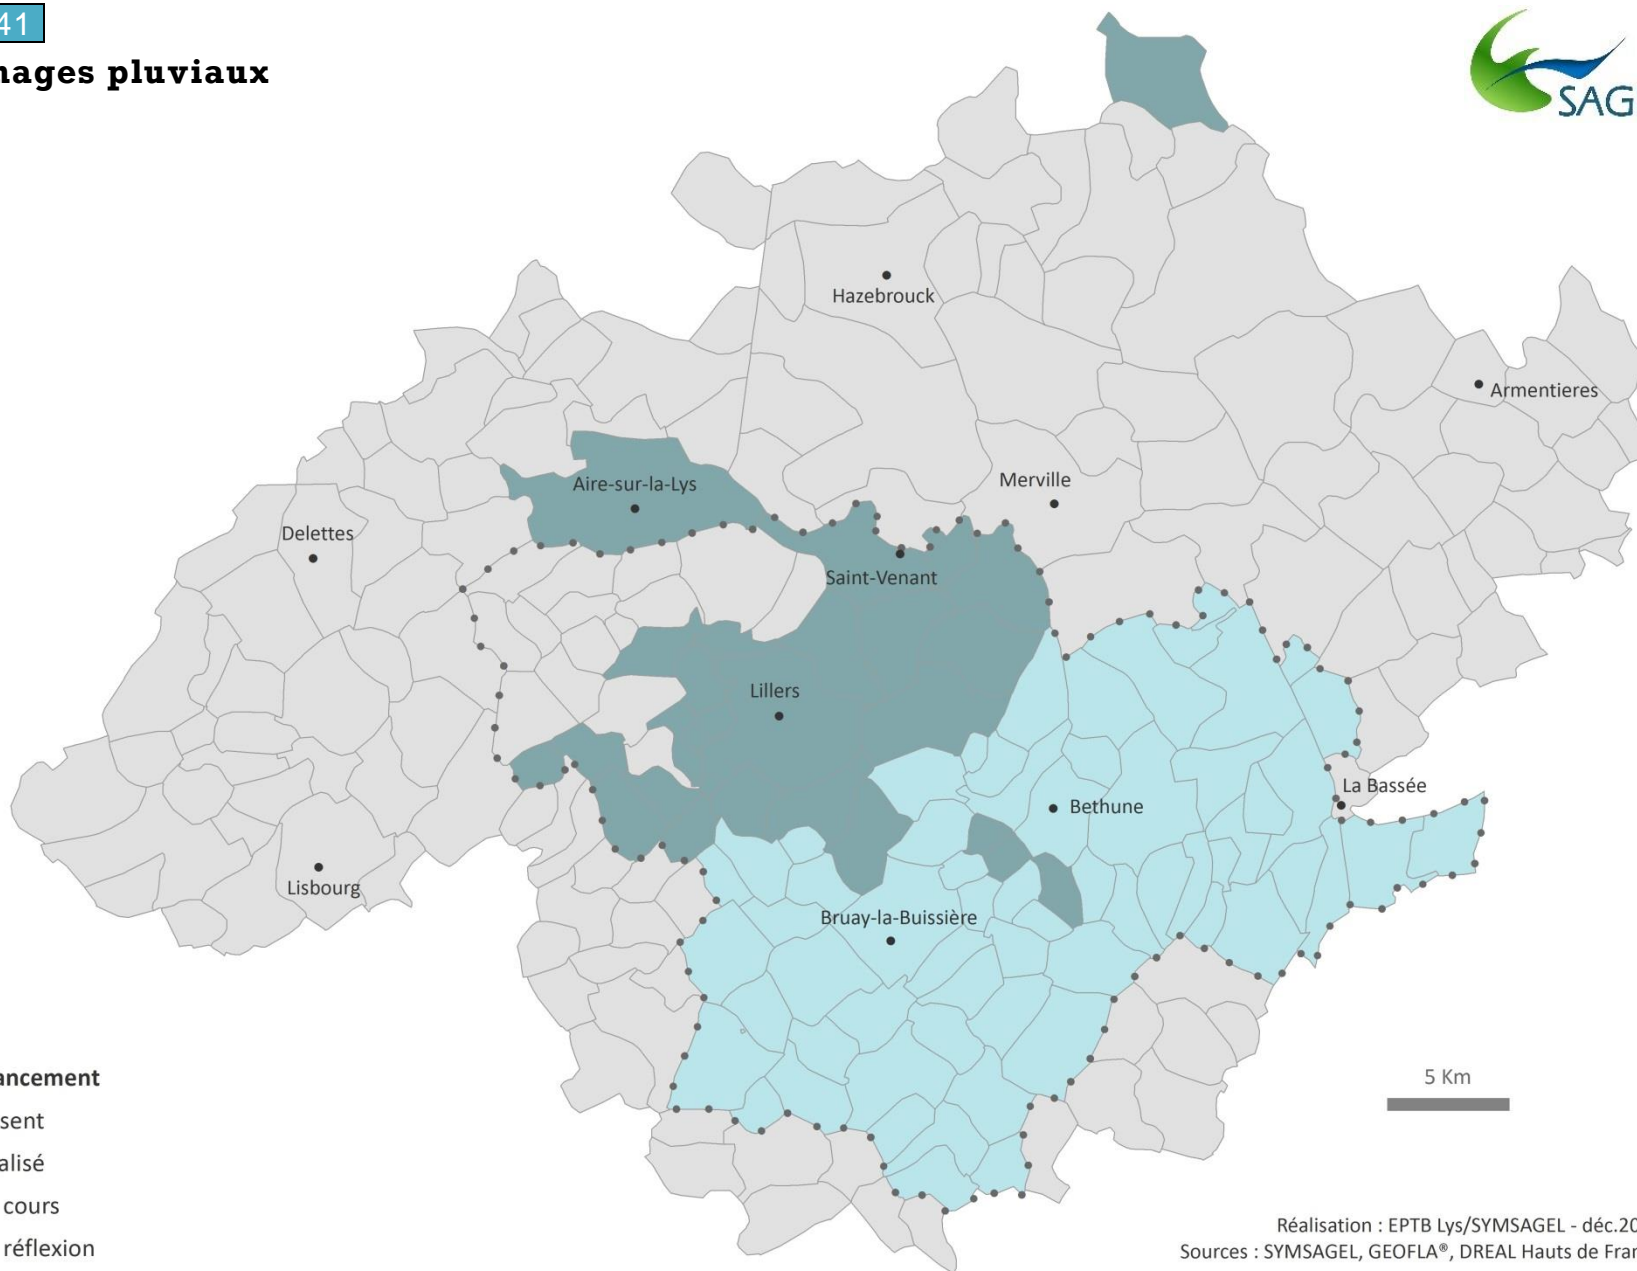 41
nages pluviaux
SAG
Hazebrouck
Armentieres
Aire-sur-la-Lys
Merville
Delettes
Saint-Venant
Lillers
La Bassée
Bethune
Lisbourg
Bruay-la-Buissière
ancement
sent
alisé
cours
réflexion
5 Km
Réalisation : EPTB Lys/SYMSAGEL - déc.20
Sources : SYMSAGEL, GEOFLA®, DREAL Hauts de Fran